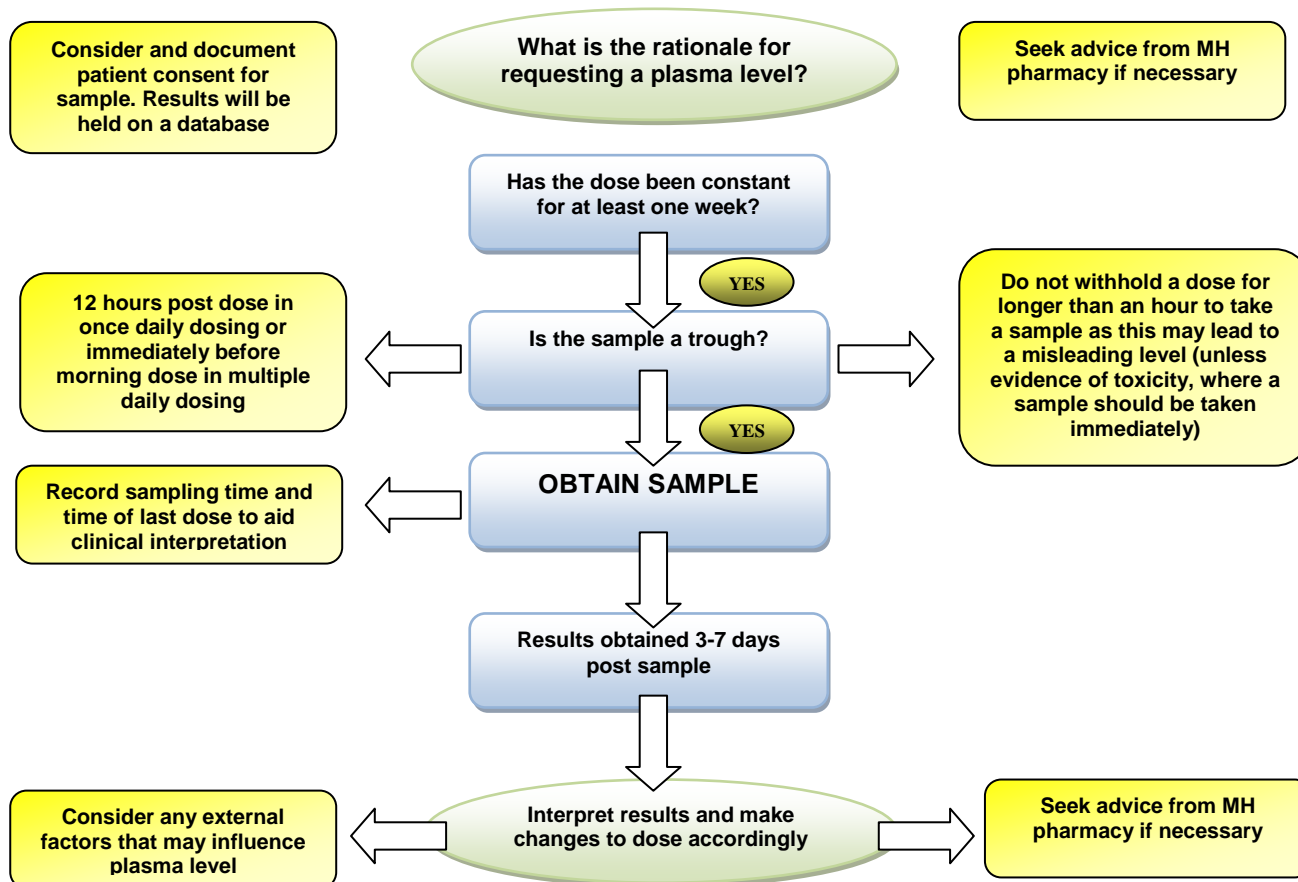 Consider and document
patient consent for
sample. Results will be
held on a database
What is the rationale for
requesting a plasma level?
Seek advice from MH
pharmacy if necessary
Has the dose been constant
for at least one week?
YES
12 hours post dose in
once daily dosing or
immediately before
morning dose in multiple
daily dosing
Is the sample a trough?
Do not withhold a dose for
longer than an hour to take
a sample as this may lead to
a misleading level (unless
evidence of toxicity, where a
sample should be taken
immediately)
YES
Record sampling time and
time of last dose to aid
clinical interpretation
OBTAIN SAMPLE
Results obtained 3-7 days
post sample
Consider any external
factors that may influence
plasma level
Interpret results and make
changes to dose accordingly
Seek advice from MH
pharmacy if necessary